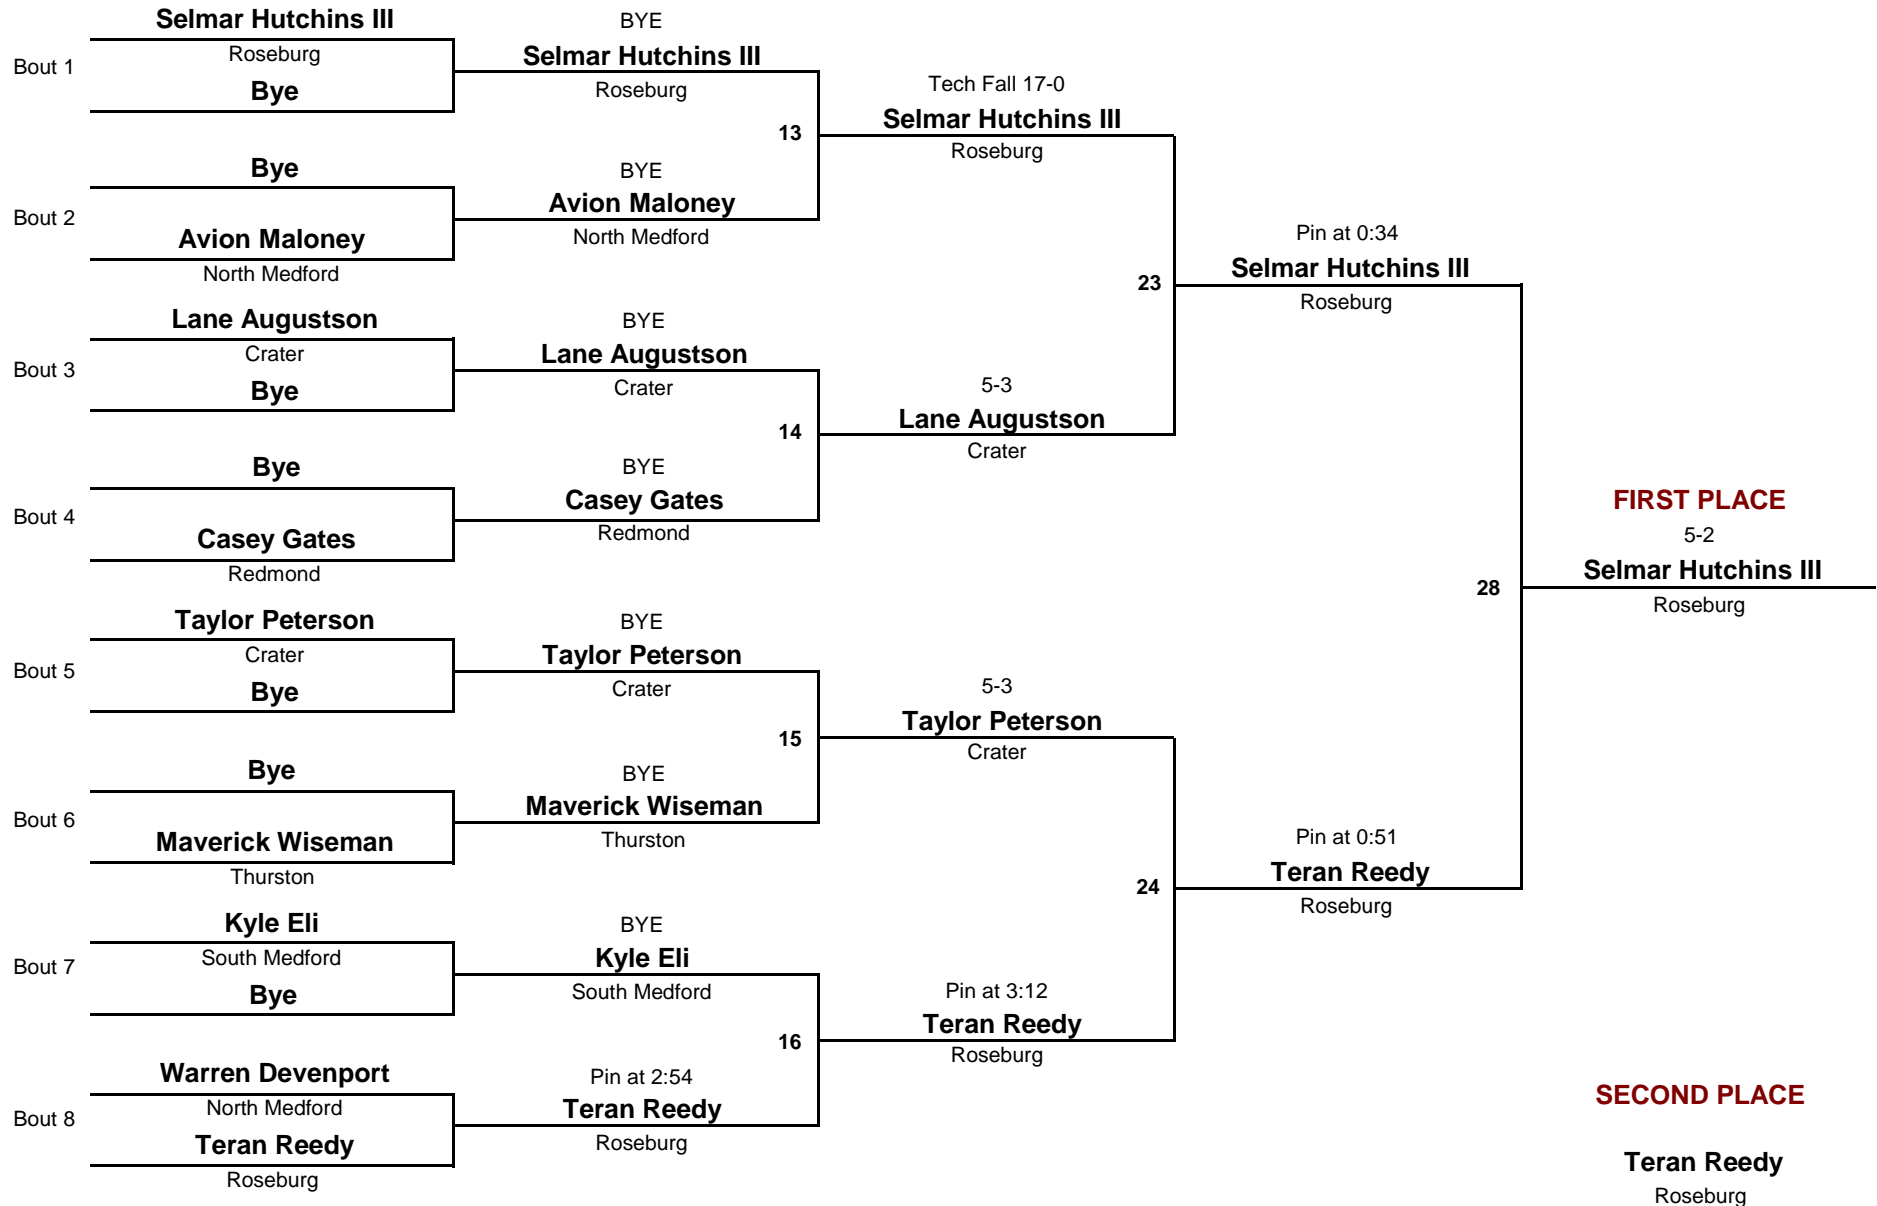 Selmar Hutchins III
Roseburg
Bout 1
Bye
Bye
Bout 2
Avion Maloney
North Medford
Lane Augustson
Crater
Bout 3
Bye
Bye
Bout 4
Casey Gates
Redmond
Taylor Peterson
Crater
Bout 5
Bye
Bye
Bout 6
Maverick Wiseman
Thurston
Kyle Eli
South Medford
Bout 7
Bye
Warren Devenport
North Medford
Bout 8
Teran Reedy
Roseburg
BYE
Selmar Hutchins III
Roseburg
13
BYE
Avion Maloney
North Medford
BYE
Lane Augustson
Crater
14
BYE
Casey Gates
Redmond
BYE
Taylor Peterson
Crater
15
BYE
Maverick Wiseman
Thurston
BYE
Kyle Eli
South Medford
16
Pin at 2:54
Teran Reedy
Roseburg
Tech Fall 17-0
Selmar Hutchins III
Roseburg
23
5-3
Lane Augustson
Crater
5-3
Taylor Peterson
Crater
24
Pin at 3:12
Teran Reedy
Roseburg
Pin at 0:34
Selmar Hutchins III
Roseburg
28
Pin at 0:51
Teran Reedy
Roseburg
FIRST PLACE
5-2
Selmar Hutchins III
Roseburg
SECOND PLACE
Teran Reedy
Roseburg